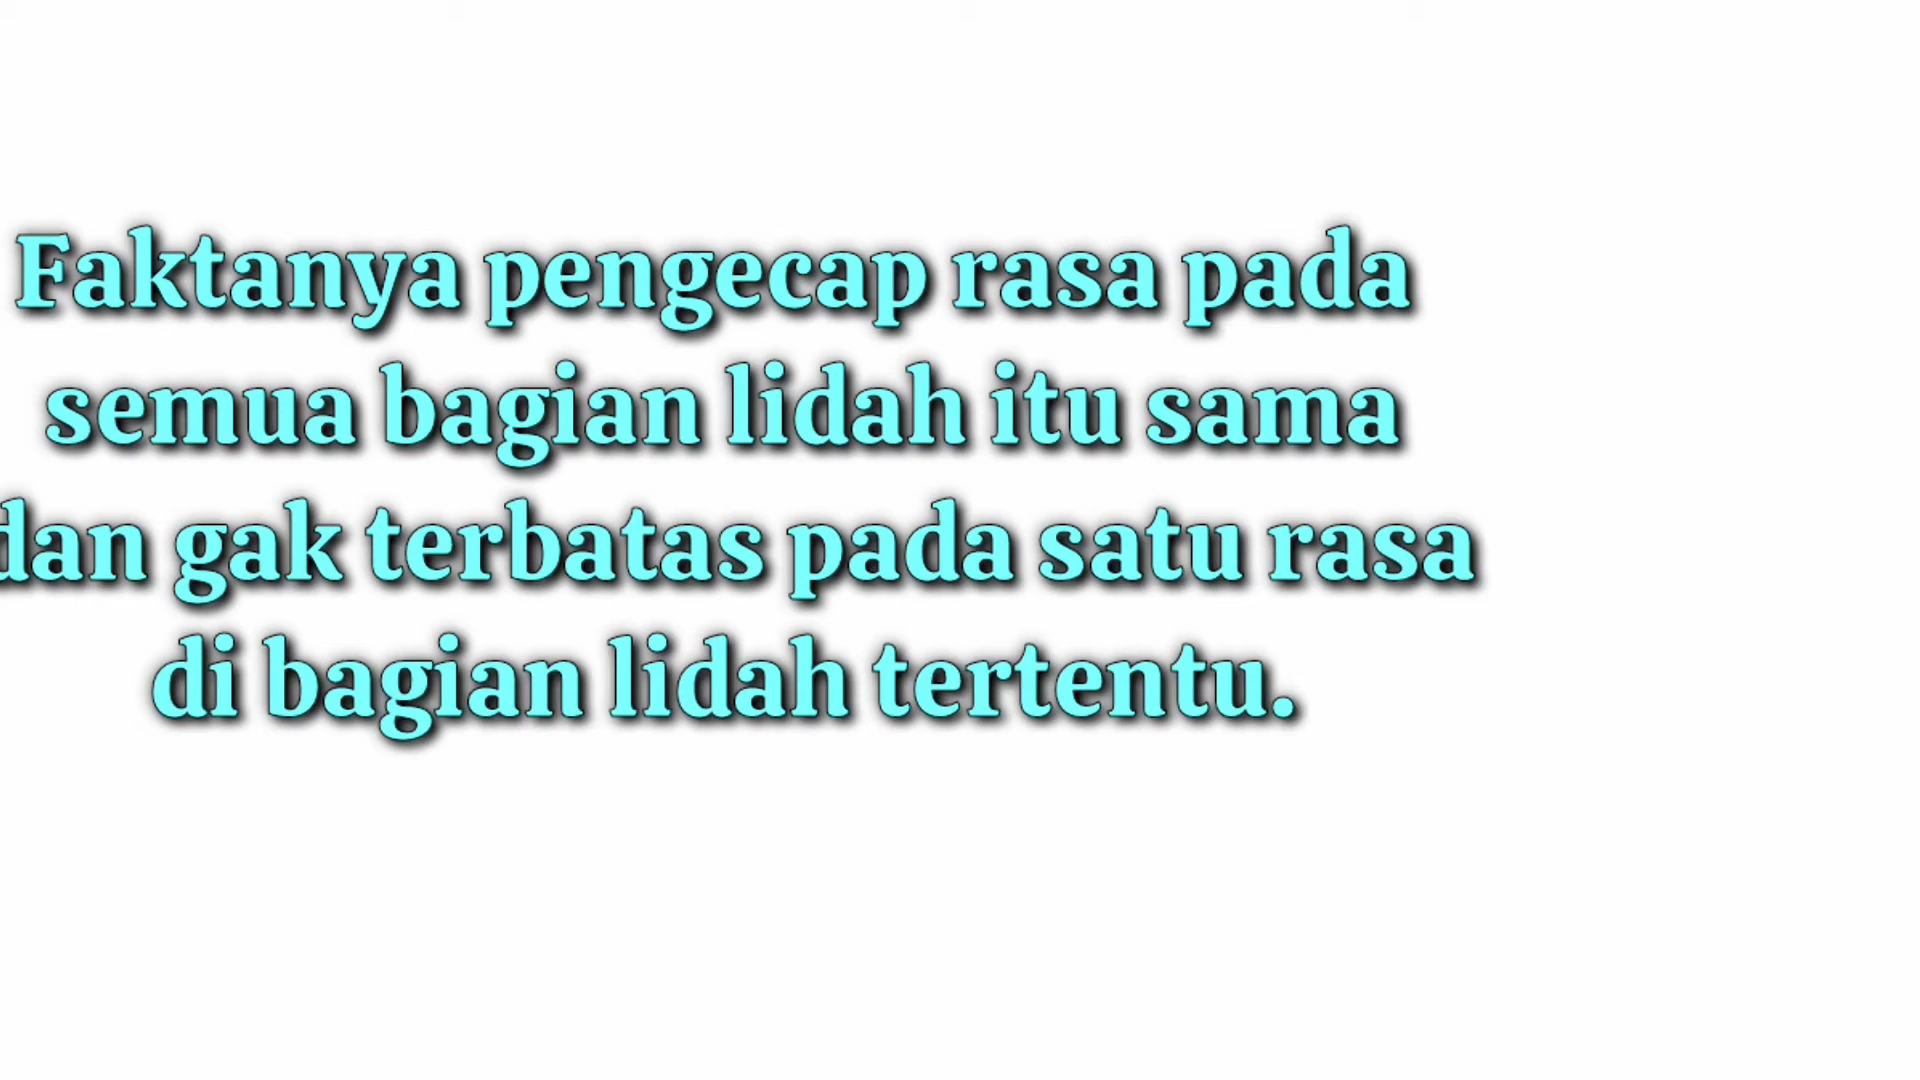 Faktanya pengecap rasa pada
semua bagian lidah itu sama
dan gak terbatas pada satu rasa
di bagian lidah tertentu.